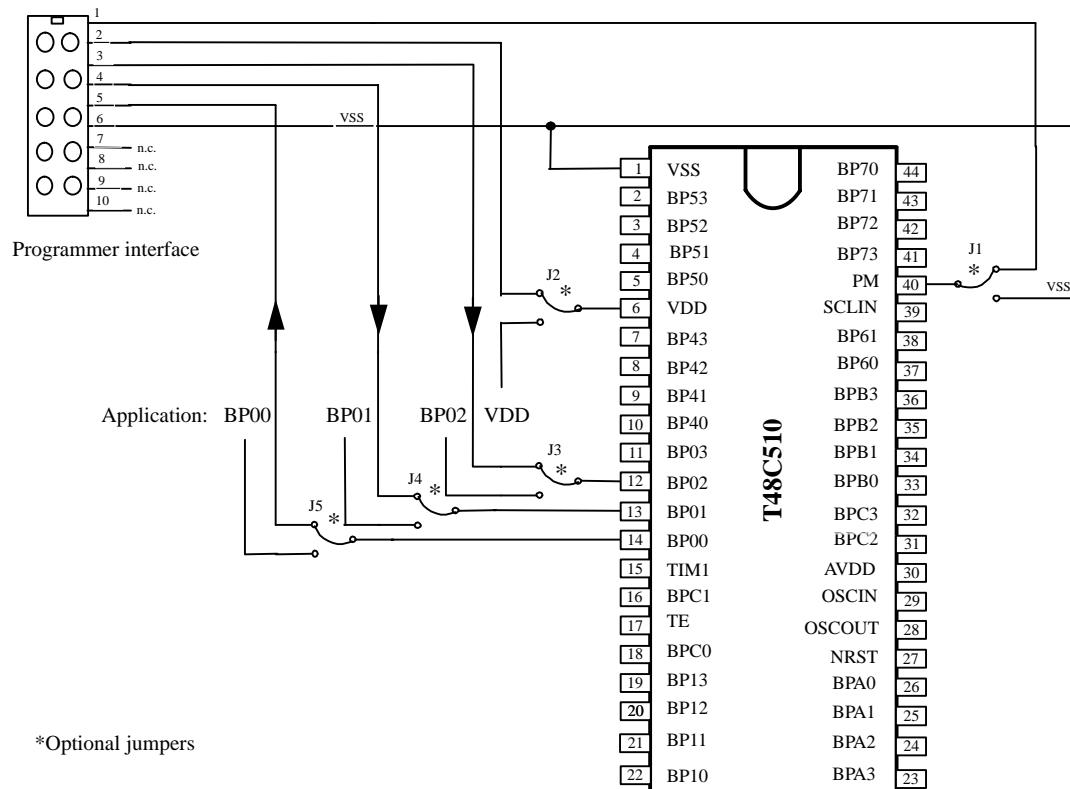 1
2
3
4
5
6
VSS
7
n.c.
8
n.c.
9
n.c.
10
n.c.
Programmer interface
1 VSS BP70 44
2 BP53 BP71 43
3 BP52 BP72 42
4 BP51 BP73 41
5 BP50 PM 40
6 VDD SCLIN 39
7 BP43 BP61 38
8 BP42 BP60 37
9 BP41 BPB3 36
10 BP40 BPB2 35
11 BP03 BPB1 34
12 BP02 BPB0 33
13 BP01 BPC3 32
14 BP00 BPC2 31
15 TIM1 AVDD 30
16 BPC1 OSCIN 29
17 TE OSCOUT 28
18 BPC0 NRST 27
19 BP13 BPA0 26
20 BP12 BPA1 25
21 BP11 BPA2 24
22 BP10 BPA3 23
T48C510
J1
*
VSS
J2
*
Application: BP00 BP01 BP02 VDD
J3
*
J4
*
J5
*
*Optional jumpers